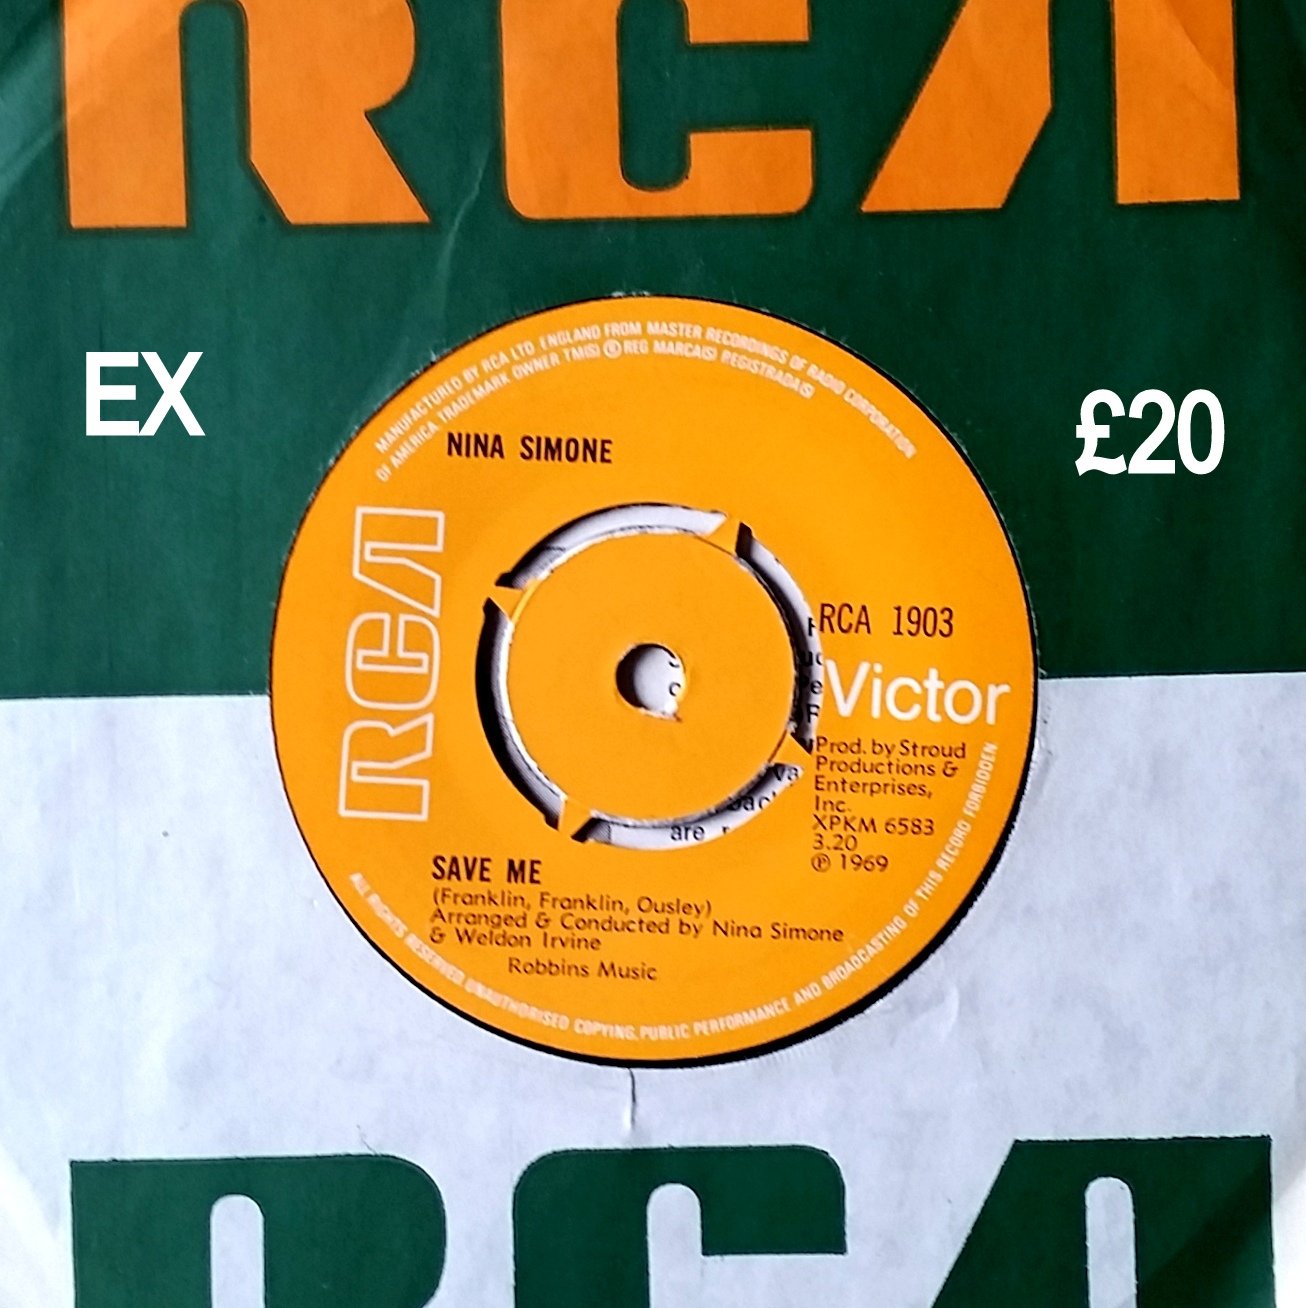 RCA
EX
£20
MANUFACTURED BY RCA LTD ENGLAND FROM MASTER RECORDINGS OF RADIO CORPORATION
OF AMERICA TRADEMARK OWNER TM(S) ® REG MARCA(S) REGISTRADA(S)
NINA SIMONE
RCA
RCA 1903
Victor
Prod. by Stroud
Productions &
Enterprises,
Inc.
XPKM 6583
3.20
℗ 1969
SAVE ME
(Franklin, Franklin, Ousley)
Arranged & Conducted by Nina Simone
& Weldon Irvine
Robbins Music
ALL RIGHTS RESERVED. UNAUTHORISED COPYING, PUBLIC PERFORMANCE AND BROADCASTING OF THIS RECORD FORBIDDEN
are
RCA